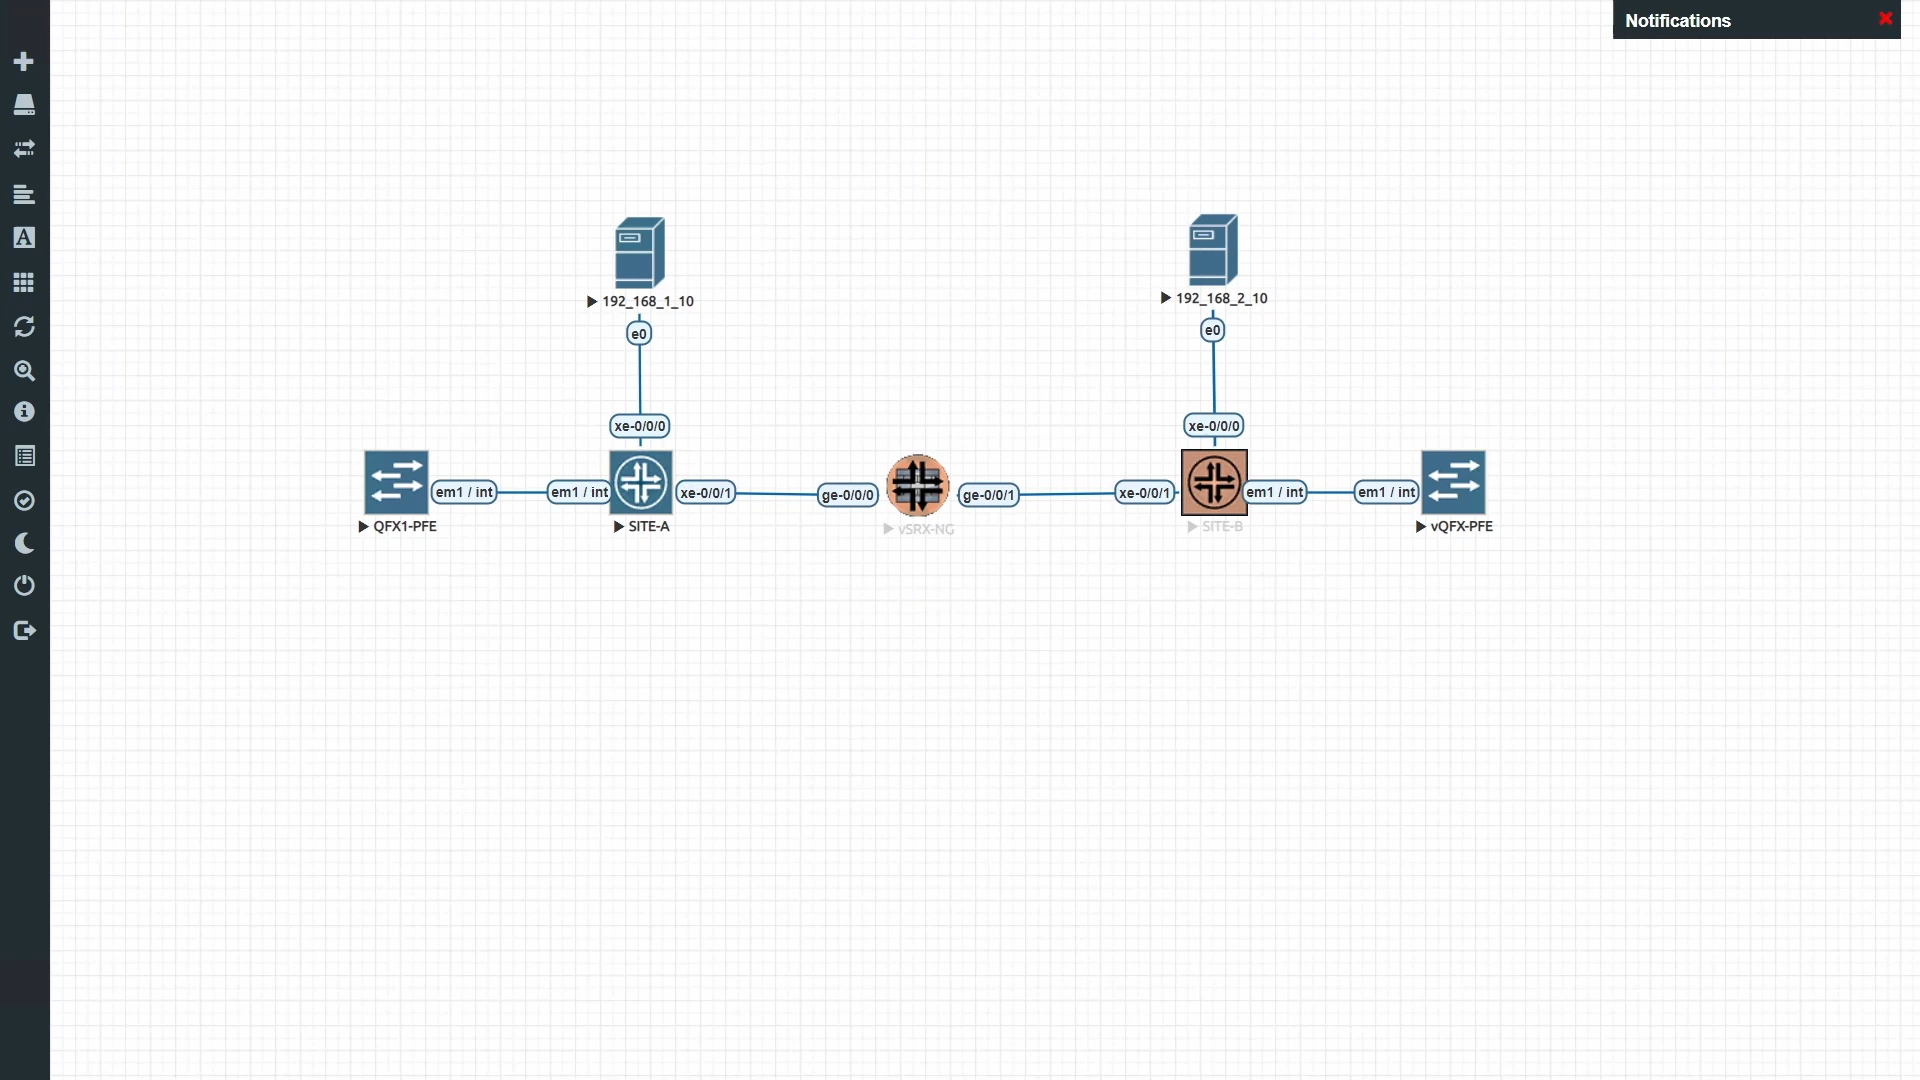 Notifications
192_168_1_10
192_168_2_10
e0
e0
xe-0/0/0
xe-0/0/0
em1 / int
em1 / int
xe-0/0/1
ge-0/0/0
ge-0/0/1
xe-0/0/1
em1 / int
em1 / int
QFX1-PFE
SITE-A
vSRX-NG
SITE-B
vQFX-PFE